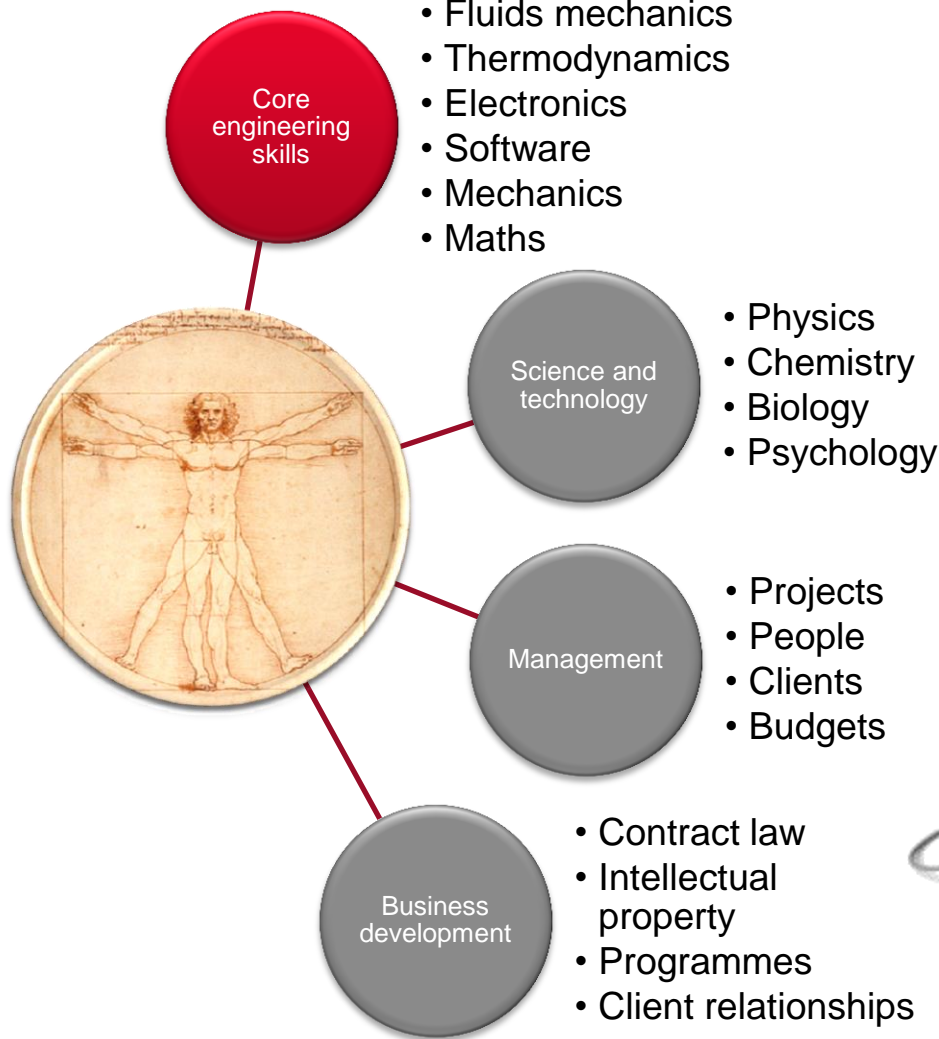 Core
engineering
skills
• Fluids mechanics
• Thermodynamics
• Electronics
• Software
• Mechanics
• Maths
Science and
technology
• Physics
• Chemistry
• Biology
• Psychology
Management
• Projects
• People
• Clients
• Budgets
Business
development
• Contract law
• Intellectual
property
• Programmes
• Client relationships